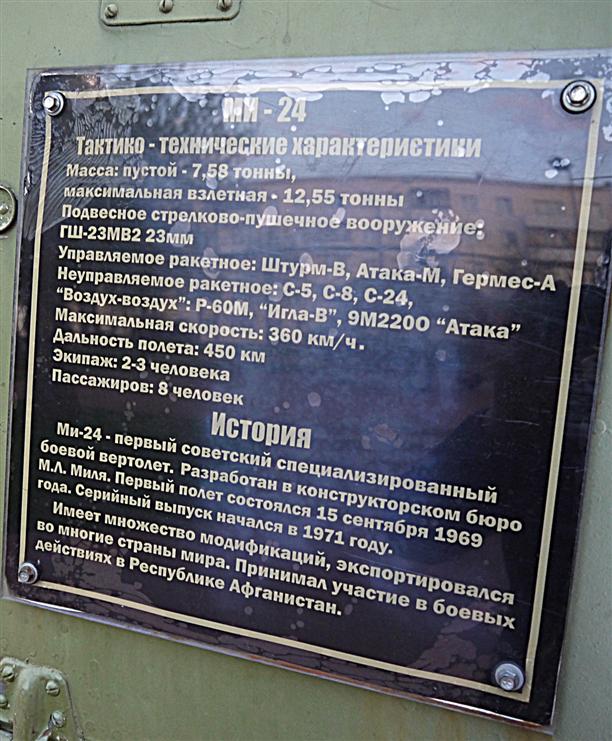 МИ - 24
Тактико - технические характеристики
Масса: пустой - 7,58 тонны,
максимальная взлетная - 12,55 тонны
Подвесное стрелково-пушечное вооружение:
ГШ-23МВ2 23мм
Управляемое ракетное: Штурм-В, Атака-М, Гермес-А
Неуправляемое ракетное: С-5, С-8, С-24,
“Воздух-воздух”: Р-60М, “Игла-В”, 9М220О “Атака”
Максимальная скорость: 360 км/ч.
Дальность полета: 450 км
Экипаж: 2-3 человека
Пассажиров: 8 человек
История
Ми-24 - первый советский специализированный
боевой вертолет. Разработан в конструкторском бюро
М.Л. Миля. Первый полет состоялся 15 сентября 1969
года. Серийный выпуск начался в 1971 году.
Имеет множество модификаций, экспортировался
во многие страны мира. Принимал участие в боевых
действиях в Республике Афганистан.